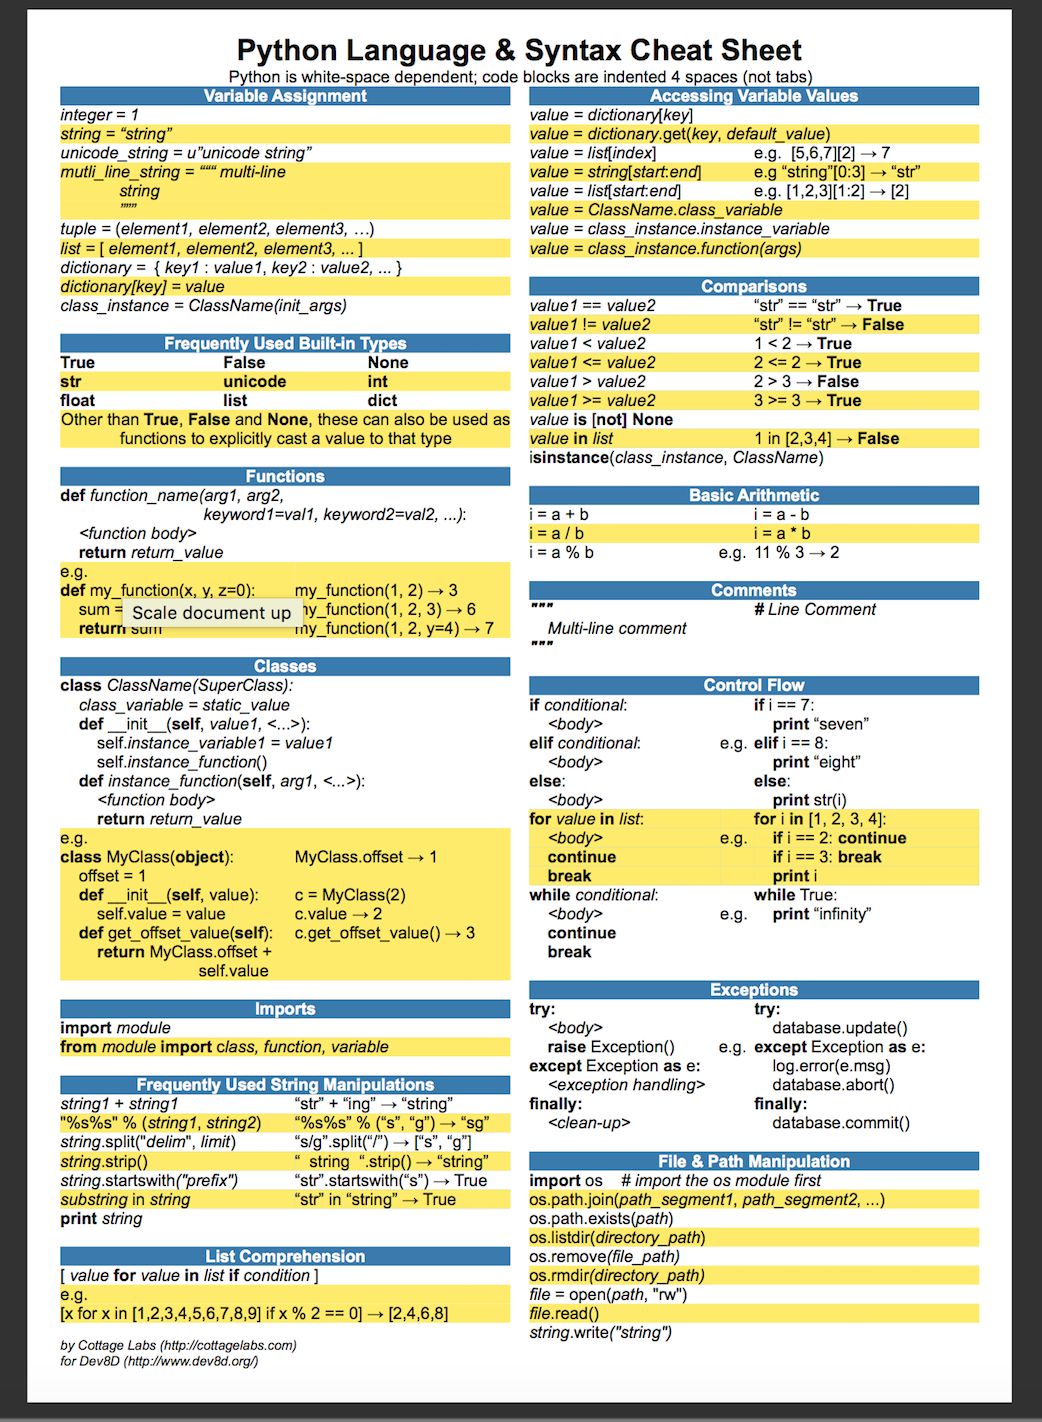 Python Language & Syntax Cheat Sheet
Python is white-space dependent; code blocks are indented 4 spaces (not tabs)
Variable Assignment
integer = 1
string = “string”
unicode_string = u”unicode string”
mutli_line_string = “““ multi-line
string
”””
tuple = (element1, element2, element3, …)
list = [ element1, element2, element3, ... ]
dictionary = { key1 : value1, key2 : value2, ... }
dictionary[key] = value
class_instance = ClassName(init_args)
Frequently Used Built-in Types
True False None
str unicode int
float list dict
Other than True, False and None, these can also be used as
functions to explicitly cast a value to that type
Functions
def function_name(arg1, arg2,
keyword1=val1, keyword2=val2, ...):
<function body>
return return_value
e.g.
def my_function(x, y, z=0): my_function(1, 2) → 3
sum = my_function(1, 2, 3) → 6
Scale document up
return sum my_function(1, 2, y=4) → 7
Classes
class ClassName(SuperClass):
class_variable = static_value
def __init__(self, value1, <...>):
self.instance_variable1 = value1
self.instance_function()
def instance_function(self, arg1, <...>):
<function body>
return return_value
e.g.
class MyClass(object): MyClass.offset → 1
offset = 1
def __init__(self, value): c = MyClass(2)
self.value = value c.value → 2
def get_offset_value(self): c.get_offset_value() → 3
return MyClass.offset +
self.value
Imports
import module
from module import class, function, variable
Frequently Used String Manipulations
string1 + string1 “str” + “ing” → “string”
"%s%s" % (string1, string2) “%s%s” % (“s”, “g”) → “sg”
string.split("delim", limit) “s/g”.split(“/”) → [“s”, “g”]
string.strip() “ string “.strip() → “string”
string.startswith("prefix") “str”.startswith(“s”) → True
substring in string “str” in “string” → True
print string
List Comprehension
[ value for value in list if condition ]
e.g.
[x for x in [1,2,3,4,5,6,7,8,9] if x % 2 == 0] → [2,4,6,8]
by Cottage Labs (http://cottagelabs.com)
for Dev8D (http://www.dev8d.org/)
Accessing Variable Values
value = dictionary[key]
value = dictionary.get(key, default_value)
value = list[index] e.g. [5,6,7][2] → 7
value = string[start:end] e.g “string”[0:3] → “str”
value = list[start:end] e.g. [1,2,3][1:2] → [2]
value = ClassName.class_variable
value = class_instance.instance_variable
value = class_instance.function(args)
Comparisons
value1 == value2 “str” == “str” → True
value1 != value2 “str” != “str” → False
value1 < value2 1 < 2 → True
value1 <= value2 2 <= 2 → True
value1 > value2 2 > 3 → False
value1 >= value2 3 >= 3 → True
value is [not] None
value in list 1 in [2,3,4] → False
isinstance(class_instance, ClassName)
Basic Arithmetic
i = a + b i = a - b
i = a / b i = a * b
i = a % b e.g. 11 % 3 → 2
Comments
""" # Line Comment
Multi-line comment
"""
Control Flow
if conditional: if i == 7:
<body> print “seven”
elif conditional: e.g. elif i == 8:
<body> print “eight”
else: else:
<body> print str(i)
for value in list: for i in [1, 2, 3, 4]:
<body> e.g. if i == 2: continue
continue if i == 3: break
break print i
while conditional: while True:
<body> e.g. print “infinity”
continue
break
Exceptions
try: try:
<body> database.update()
raise Exception() e.g. except Exception as e:
except Exception as e: log.error(e.msg)
<exception handling> database.abort()
finally: finally:
<clean-up> database.commit()
File & Path Manipulation
import os # import the os module first
os.path.join(path_segment1, path_segment2, ...)
os.path.exists(path)
os.listdir(directory_path)
os.remove(file_path)
os.rmdir(directory_path)
file = open(path, "rw")
file.read()
string.write("string")